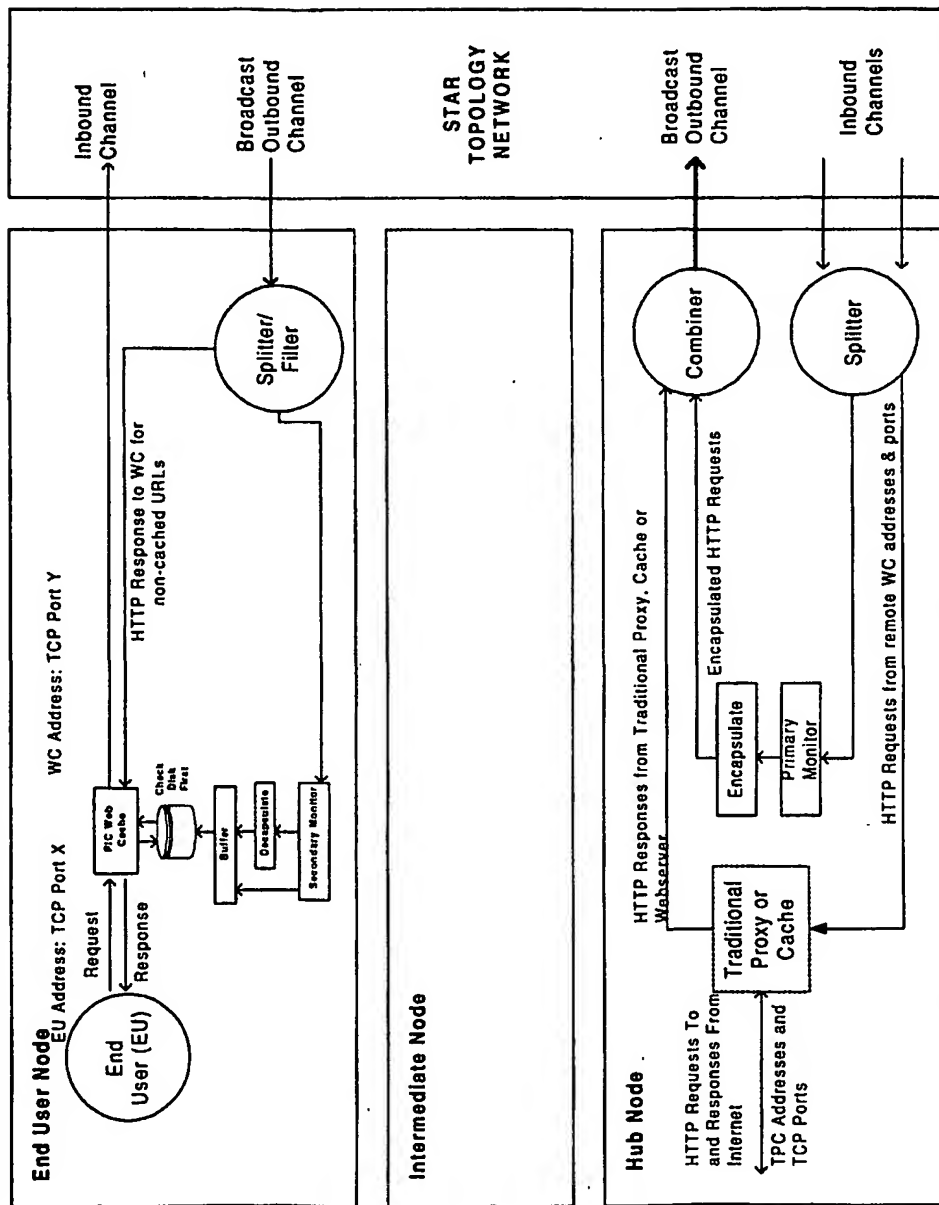 End User Node
EU Address: TCP Port X
WC Address: TCP Port Y
End
User (EU)
Request
Response
PIC Web
Cache
Check
Disk
First
Buffer
Decapsulate
Secondary Monitor
HTTP Response to WC for
non-cached URLs
Splitter/
Filter
Inbound
Channel
Broadcast
Outbound
Channel
Intermediate Node
STAR
TOPOLOGY
NETWORK
Hub Node
HTTP Requests To
and Responses From
Internet
TPC Addresses and
TCP Ports
Traditional
Proxy or
Cache
HTTP Responses from Traditional Proxy, Cache or
Webserver
Encapsulate
Primary
Monitor
Encapsulated HTTP Requests
HTTP Requests from remote WC addresses & ports
Combiner
Splitter
Broadcast
Outbound
Channel
Inbound
Channels